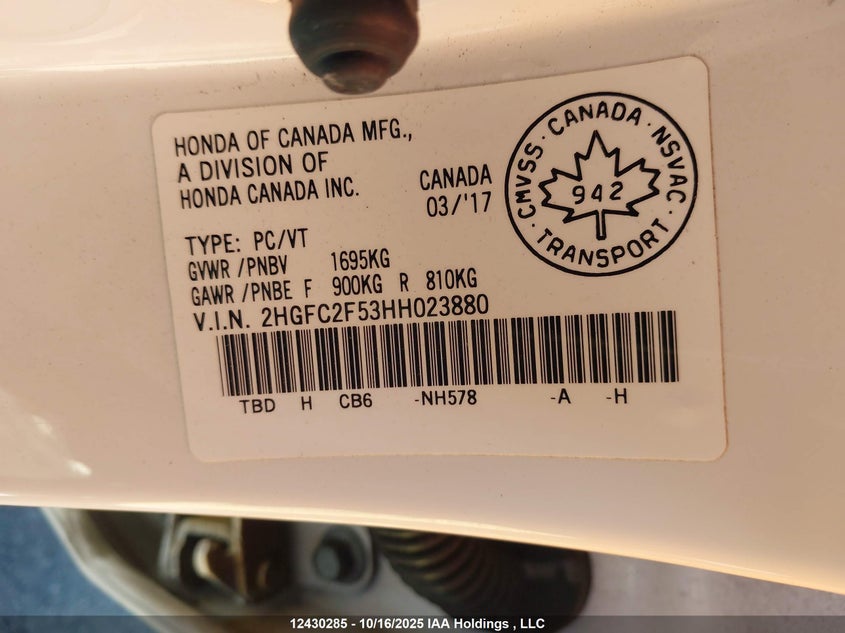 HONDA OF CANADA MFG.,
A DIVISION OF
HONDA CANADA INC.
CANADA
03/'17
CMVSS · CANADA · NSVAC · TRANSPORT ·
942
TYPE: PC/VT
GVWR /PNBV 1695KG
GAWR /PNBE F 900KG R 810KG
V.I.N. 2HGFC2F53HH023880
TBD H CB6 -NH578 -A -H
12430285 - 10/16/2025 IAA Holdings , LLC